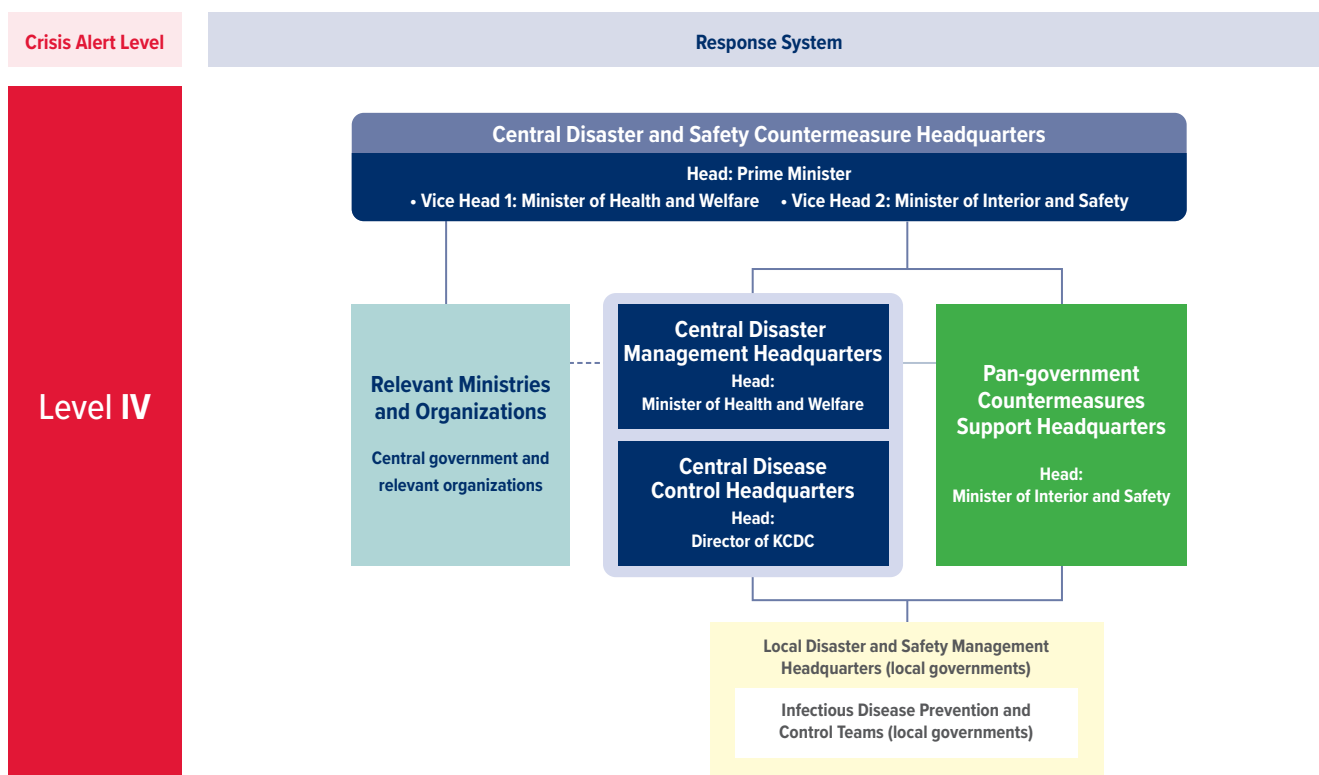 Crisis Alert Level
Response System
Level IV
Central Disaster and Safety Countermeasure Headquarters
Head: Prime Minister
• Vice Head 1: Minister of Health and Welfare • Vice Head 2: Minister of Interior and Safety
Relevant Ministries
and Organizations
Central government and
relevant organizations
Central Disaster
Management Headquarters
Head:
Minister of Health and Welfare
Central Disease
Control Headquarters
Head:
Director of KCDC
Pan-government
Countermeasures
Support Headquarters
Head:
Minister of Interior and Safety
Local Disaster and Safety Management
Headquarters (local governments)
Infectious Disease Prevention and
Control Teams (local governments)